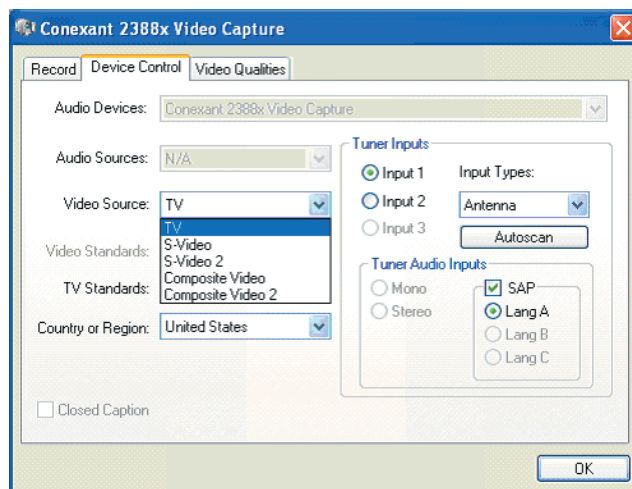 Conexant 2388x Video Capture
Record
Device Control
Video Qualities
Audio Devices:
Conexant 2388x Video Capture
Audio Sources:
N/A
Video Source:
TV
TV
S-Video
S-Video 2
Composite Video
Composite Video 2
Video Standards:
TV Standards:
Country or Region:
United States
Closed Caption
Tuner Inputs
Input 1
Input 2
Input 3
Input Types:
Antenna
Autoscan
Tuner Audio Inputs
Mono
Stereo
SAP
Lang A
Lang B
Lang C
OK